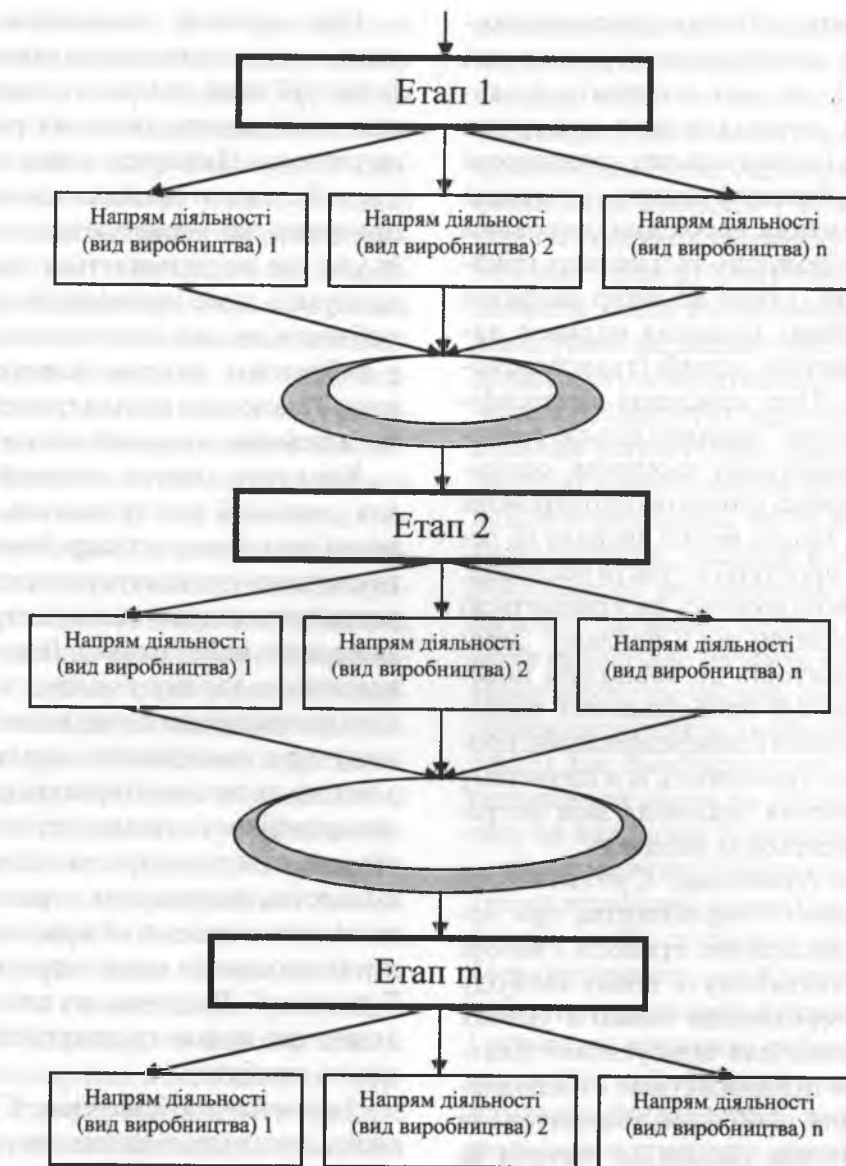 Етап 1
Напрям діяльності
(вид виробництва) 1
Напрям діяльності
(вид виробництва) 2
Напрям діяльності
(вид виробництва) n
Етап 2
Напрям діяльності
(вид виробництва) 1
Напрям діяльності
(вид виробництва) 2
Напрям діяльності
(вид виробництва) n
Етап m
Напрям діяльності
(вид виробництва) 1
Напрям діяльності
(вид виробництва) 2
Напрям діяльності
(вид виробництва) n